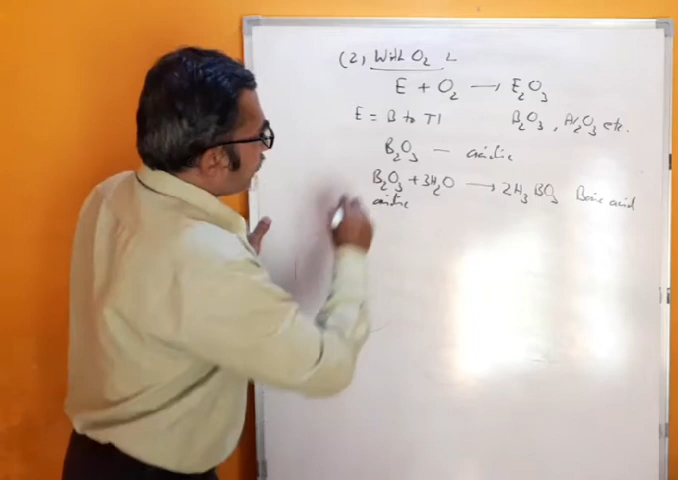 (2) With O₂ L
E + O₂ → E₂O₃
E = B to Tl B₂O₃, Al₂O₃ etc.
B₂O₃ – acidic
B₂O₃ + 3H₂O → 2H₃BO₃ Boric acid
acidic